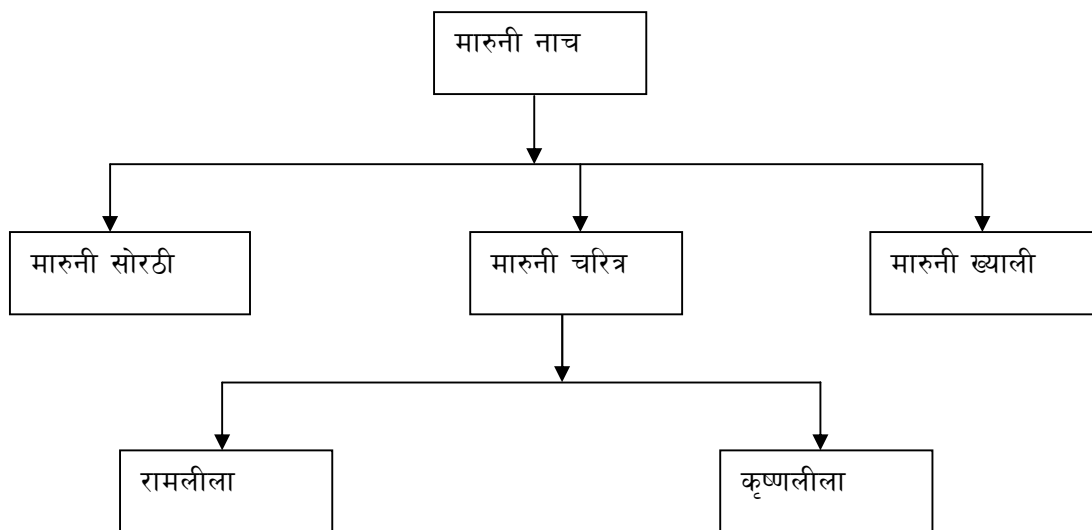 मारुनी नाच
मारुनी सोरठी
मारुनी चरित्र
मारुनी ख्याली
रामलीला
कृष्णलीला